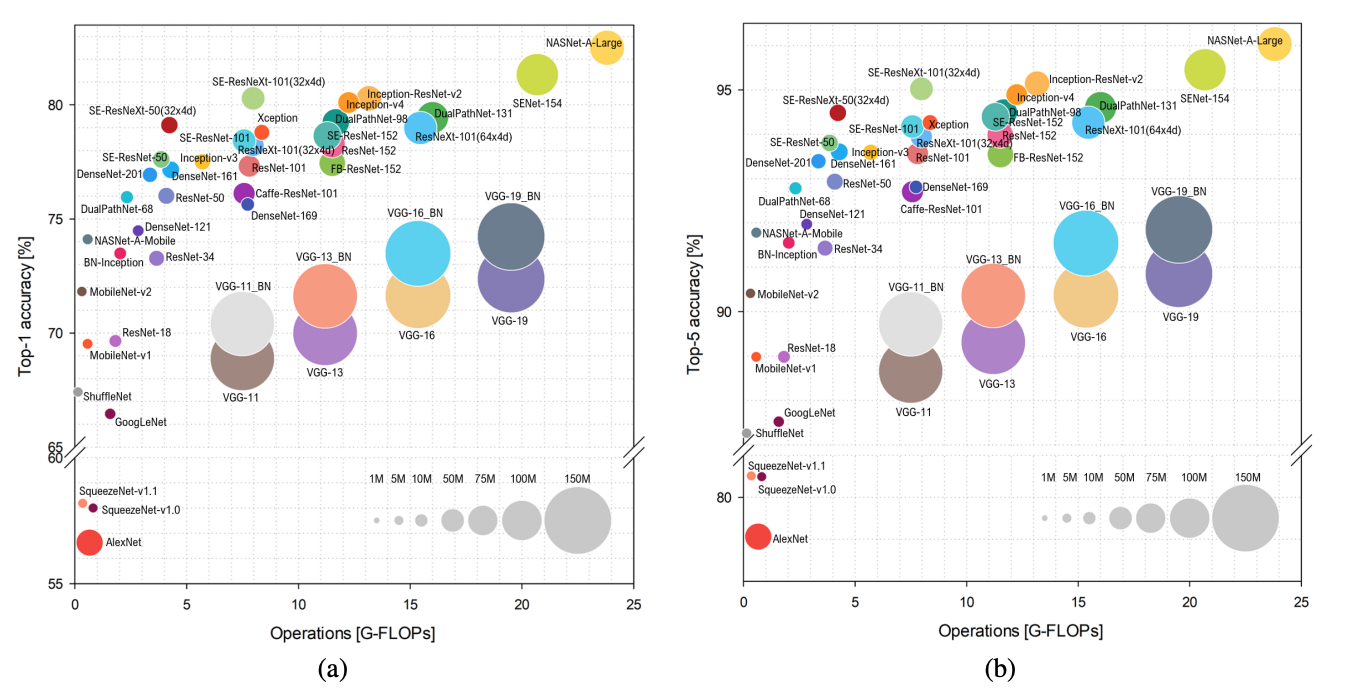 NASNet-A-Large
SENet-154
SE-ResNeXt-101(32x4d)
Inception-ResNet-v2
Inception-v4
SE-ResNeXt-50(32x4d)
Xception
DualPathNet-98
DualPathNet-131
SE-ResNet-101
SE-ResNet-152
ResNeXt-101(64x4d)
ResNeXt-101(32x4d)
ResNet-152
SE-ResNet-50
Inception-v3
ResNet-101
FB-ResNet-152
DenseNet-201
DenseNet-161
DualPathNet-68
ResNet-50
Caffe-ResNet-101
DenseNet-169
DenseNet-121
NASNet-A-Mobile
BN-Inception
ResNet-34
VGG-19_BN
VGG-16_BN
VGG-13_BN
VGG-11_BN
MobileNet-v2
VGG-19
VGG-16
ResNet-18
MobileNet-v1
VGG-13
VGG-11
ShuffleNet
GoogLeNet
SqueezeNet-v1.1
SqueezeNet-v1.0
AlexNet
1M 5M 10M 50M 75M 100M 150M
80
75
70
65
60
55
Top-1 accuracy [%]
0 5 10 15 20 25
Operations [G-FLOPs]
(a)
NASNet-A-Large
SENet-154
SE-ResNeXt-101(32x4d)
Inception-ResNet-v2
Inception-v4
SE-ResNeXt-50(32x4d)
DualPathNet-131
DualPathNet-98
SE-ResNet-152
Xception
SE-ResNet-101
ResNeXt-101(64x4d)
ResNet-152
ResNeXt-101(32x4d)
SE-ResNet-50
Inception-v3
ResNet-101
FB-ResNet-152
DenseNet-201
DenseNet-161
ResNet-50
DenseNet-169
DualPathNet-68
Caffe-ResNet-101
DenseNet-121
NASNet-A-Mobile
BN-Inception
ResNet-34
VGG-19_BN
VGG-16_BN
VGG-13_BN
VGG-11_BN
MobileNet-v2
VGG-19
VGG-16
ResNet-18
MobileNet-v1
VGG-13
VGG-11
GoogLeNet
ShuffleNet
SqueezeNet-v1.1
SqueezeNet-v1.0
AlexNet
1M 5M 10M 50M 75M 100M 150M
95
90
80
Top-5 accuracy [%]
0 5 10 15 20 25
Operations [G-FLOPs]
(b)